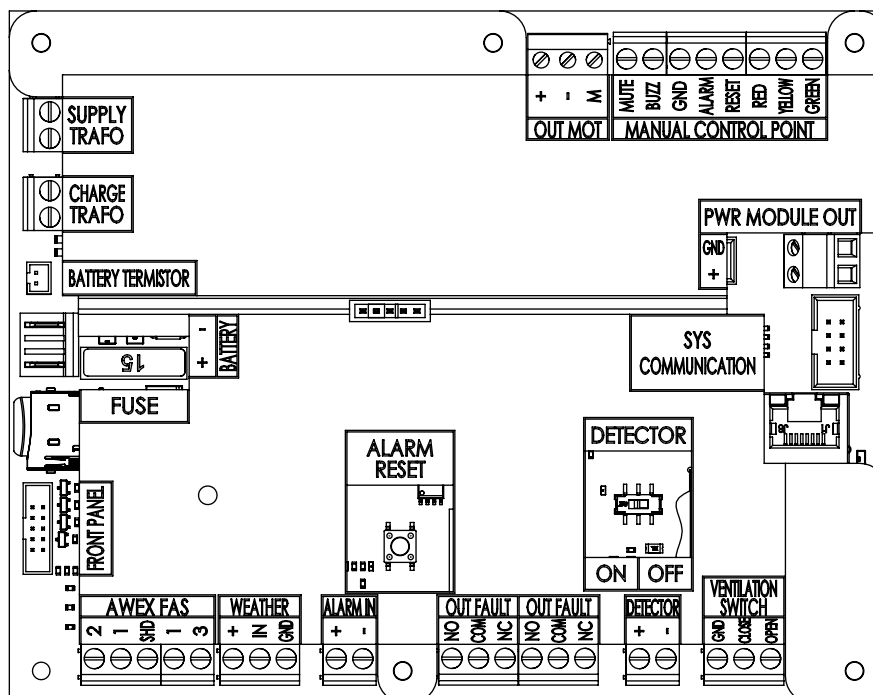 + - M
OUT MOT
MUTE BUZZ GND ALARM RESET RED YELLOW GREEN
MANUAL CONTROL POINT
SUPPLY
TRAFO
CHARGE
TRAFO
PWR MODULE OUT
GND
+
BATTERY TERMISTOR
-
+
BATTERY
15
FUSE
SYS
COMMUNICATION
J8 J1
ALARM
RESET
DETECTOR
ON OFF
FRONT PANEL
AWEX FAS
2 1 SHD 1 3
WEATHER
+ IN GND
ALARM IN
+ -
OUT FAULT
NO COM NC
OUT FAULT
NO COM NC
DETECTOR
+ -
VENTILATION
SWITCH
GND CLOSE OPEN